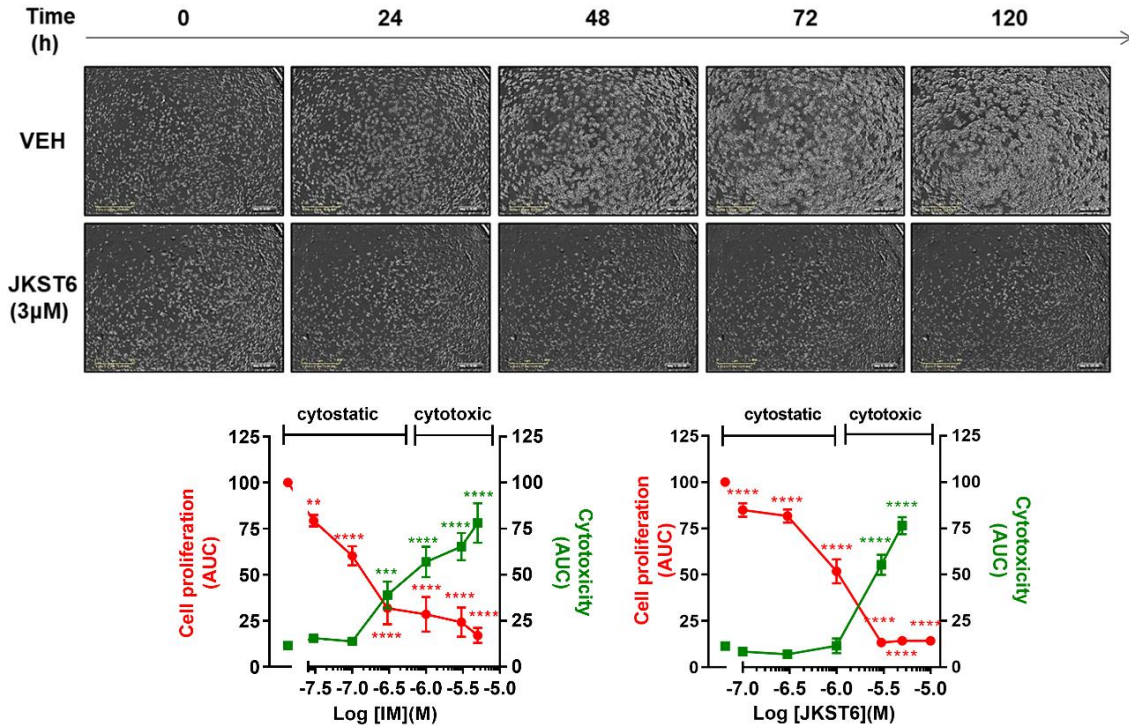 Time (h) 0 24 48 72 120
VEH
JKST6
(3µM)
cytostatic cytotoxic
125 125
100 100
75 75
50 50
25 25
0 0
Cell proliferation
(AUC)
Cytotoxicity
(AUC)
** **** **** **** **** ****
*** **** **** ****
-7.5 -7.0 -6.5 -6.0 -5.5 -5.0
Log [IM](M)
cytostatic cytotoxic
125 125
100 100
75 75
50 50
25 25
0 0
Cell proliferation
(AUC)
Cytotoxicity
(AUC)
**** **** **** **** **** ****
**** ****
-7.0 -6.5 -6.0 -5.5 -5.0
Log [JKST6](M)